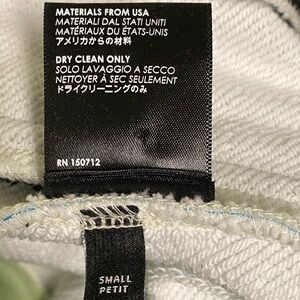 MATERIALS FROM USA
MATERIALI DAL STATI UNITI
MATÉRIAUX DU ÉTATS-UNIS
アメリカからの材料
DRY CLEAN ONLY
SOLO LAVAGGIO A SECCO
NETTOYER À SEC SEULEMENT
ドライクリーニングのみ
RN 150712
SMALL
PETIT